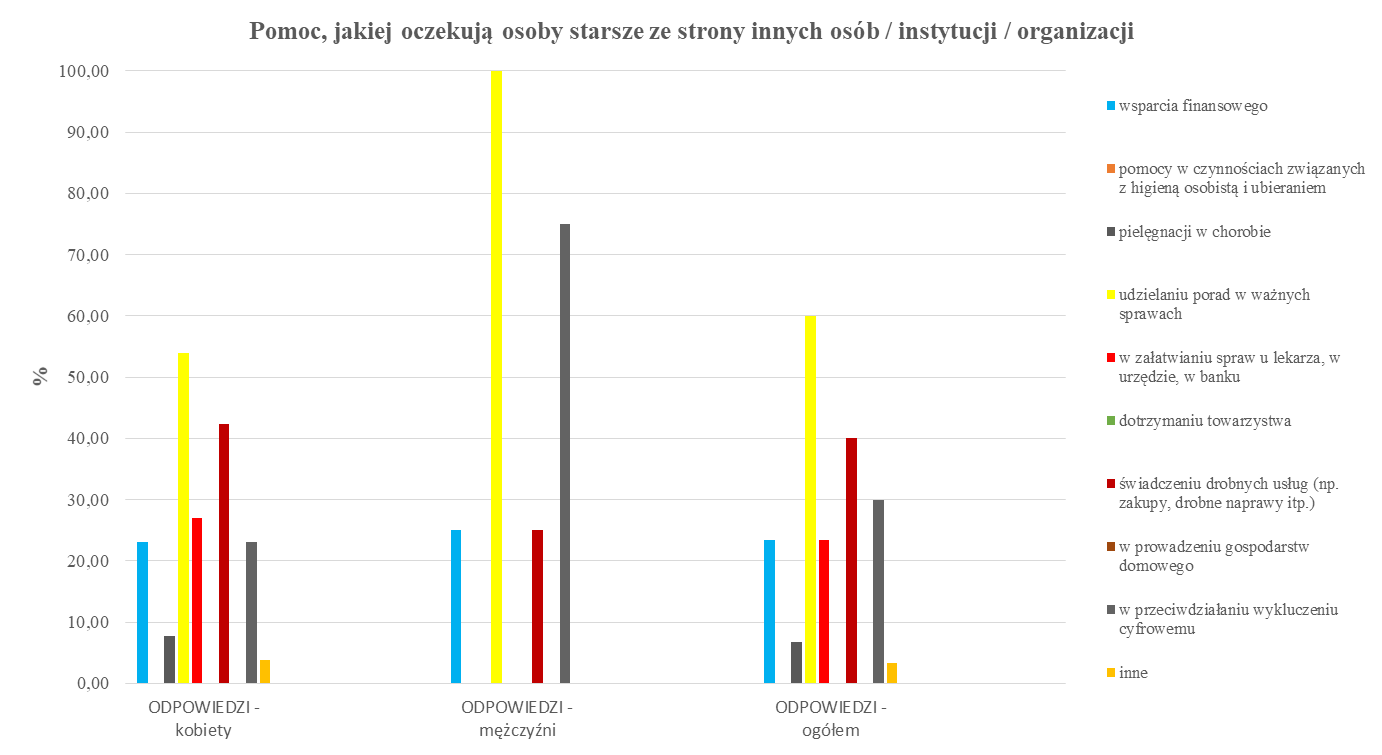 Pomoc, jakiej oczekują osoby starsze ze strony innych osób / instytucji / organizacji
100,00
90,00
80,00
70,00
60,00
50,00
40,00
30,00
20,00
10,00
0,00
%
ODPOWIEDZI -
kobiety
ODPOWIEDZI -
mężczyźni
ODPOWIEDZI -
ogółem
wsparcia finansowego
pomocy w czynnościach związanych
z higieną osobistą i ubieraniem
pielęgnacji w chorobie
udzielaniu porad w ważnych
sprawach
w załatwianiu spraw u lekarza, w
urzędzie, w banku
dotrzymaniu towarzystwa
świadczeniu drobnych usług (np.
zakupy, drobne naprawy itp.)
w prowadzeniu gospodarstw
domowego
w przeciwdziałaniu wykluczeniu
cyfrowemu
inne